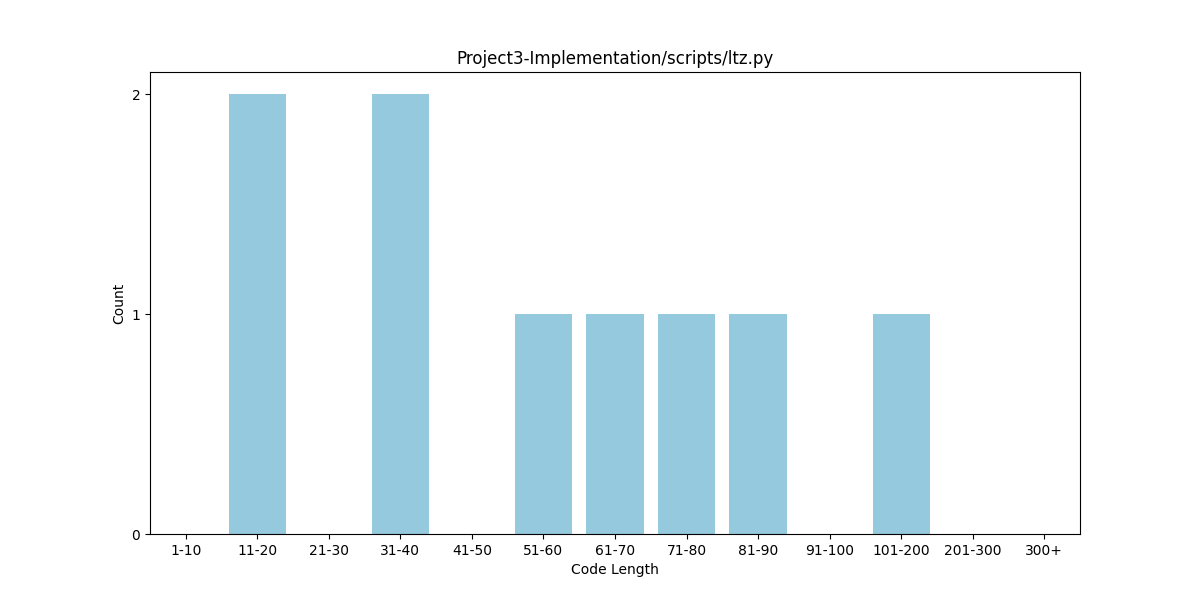 Project3-Implementation/scripts/ltz.py
Count
2
1
0
1-10 11-20 21-30 31-40 41-50 51-60 61-70 71-80 81-90 91-100 101-200 201-300 300+
Code Length